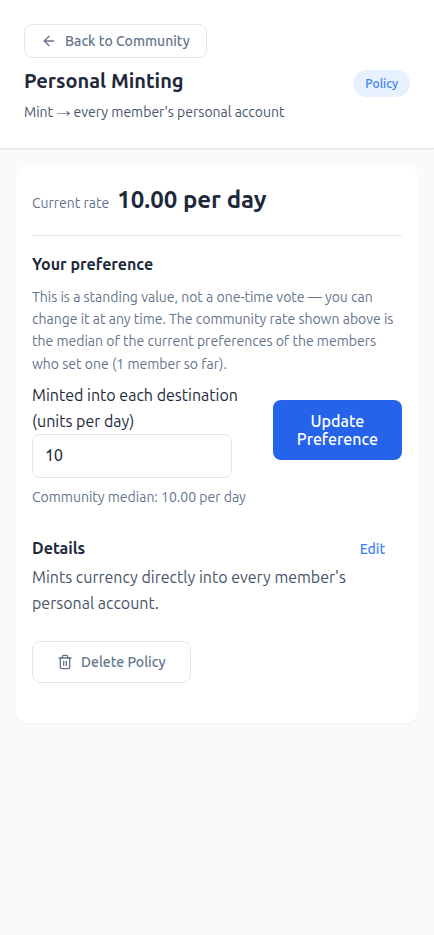 Back to Community
Personal Minting
Policy
Mint → every member's personal account
Current rate 10.00 per day
Your preference
This is a standing value, not a one-time vote — you can
change it at any time. The community rate shown above is
the median of the current preferences of the members
who set one (1 member so far).
Minted into each destination
(units per day)
10
Update
Preference
Community median: 10.00 per day
Details
Edit
Mints currency directly into every member's
personal account.
Delete Policy